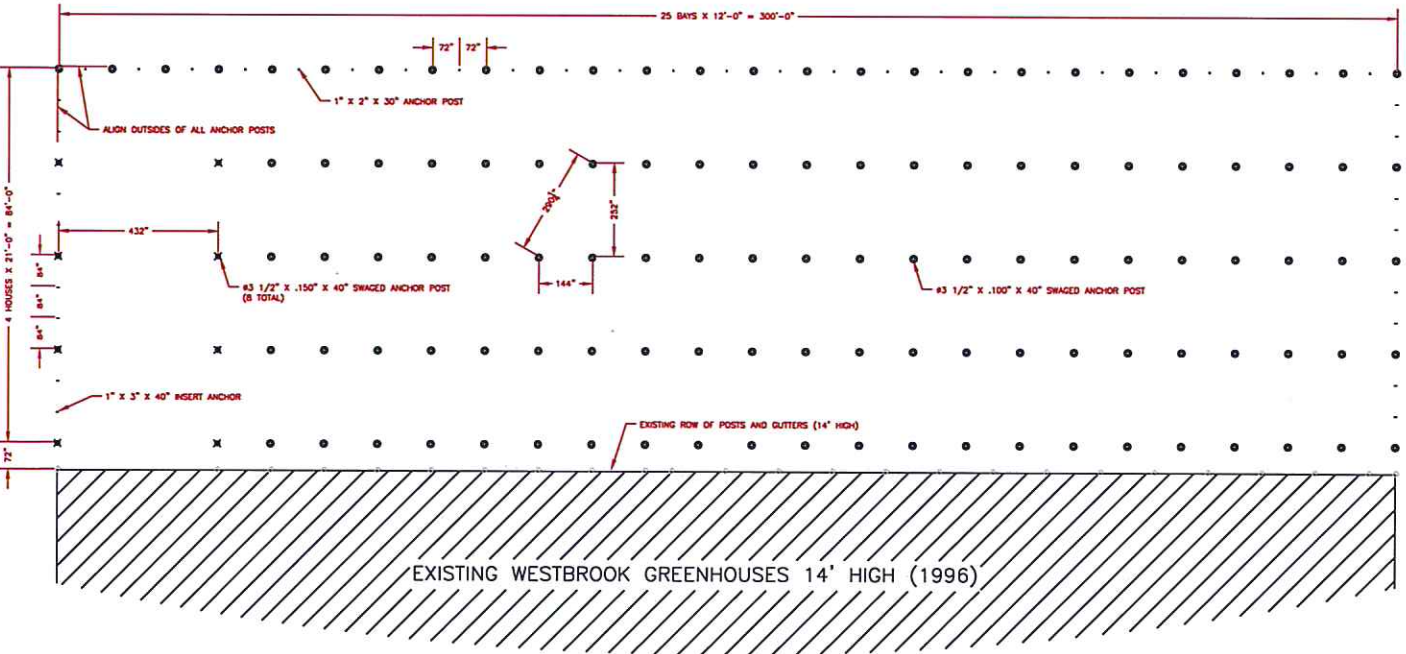 25 BAYS X 12'-0" = 300'-0"
72" 72"
1" X 2" X 30" ANCHOR POST
ALIGN OUTSIDES OF ALL ANCHOR POSTS
4 HOUSES X 21'-0" = 84'-0"
290¼"
252"
432"
84"
84"
84"
144"
#3 1/2" X .150" X 40" SWAGED ANCHOR POST
(8 TOTAL)
#3 1/2" X .100" X 40" SWAGED ANCHOR POST
1" X 3" X 40" INSERT ANCHOR
EXISTING ROW OF POSTS AND GUTTERS (14' HIGH)
72"
EXISTING WESTBROOK GREENHOUSES 14' HIGH (1996)